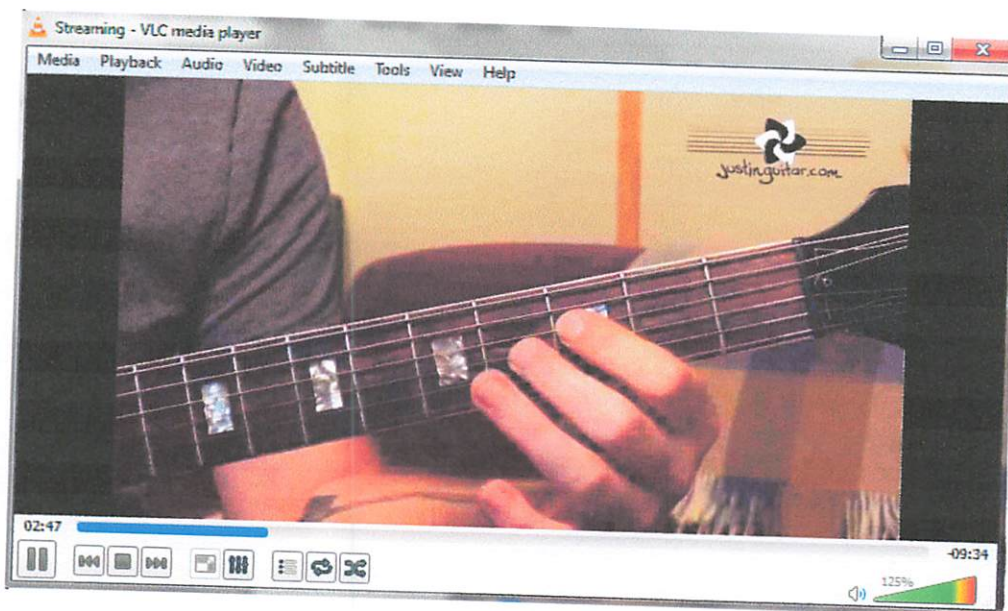 Streaming - VLC media player
Media Playback Audio Video Subtitle Tools View Help
justinguitar.com
02:47
-09:34
125%